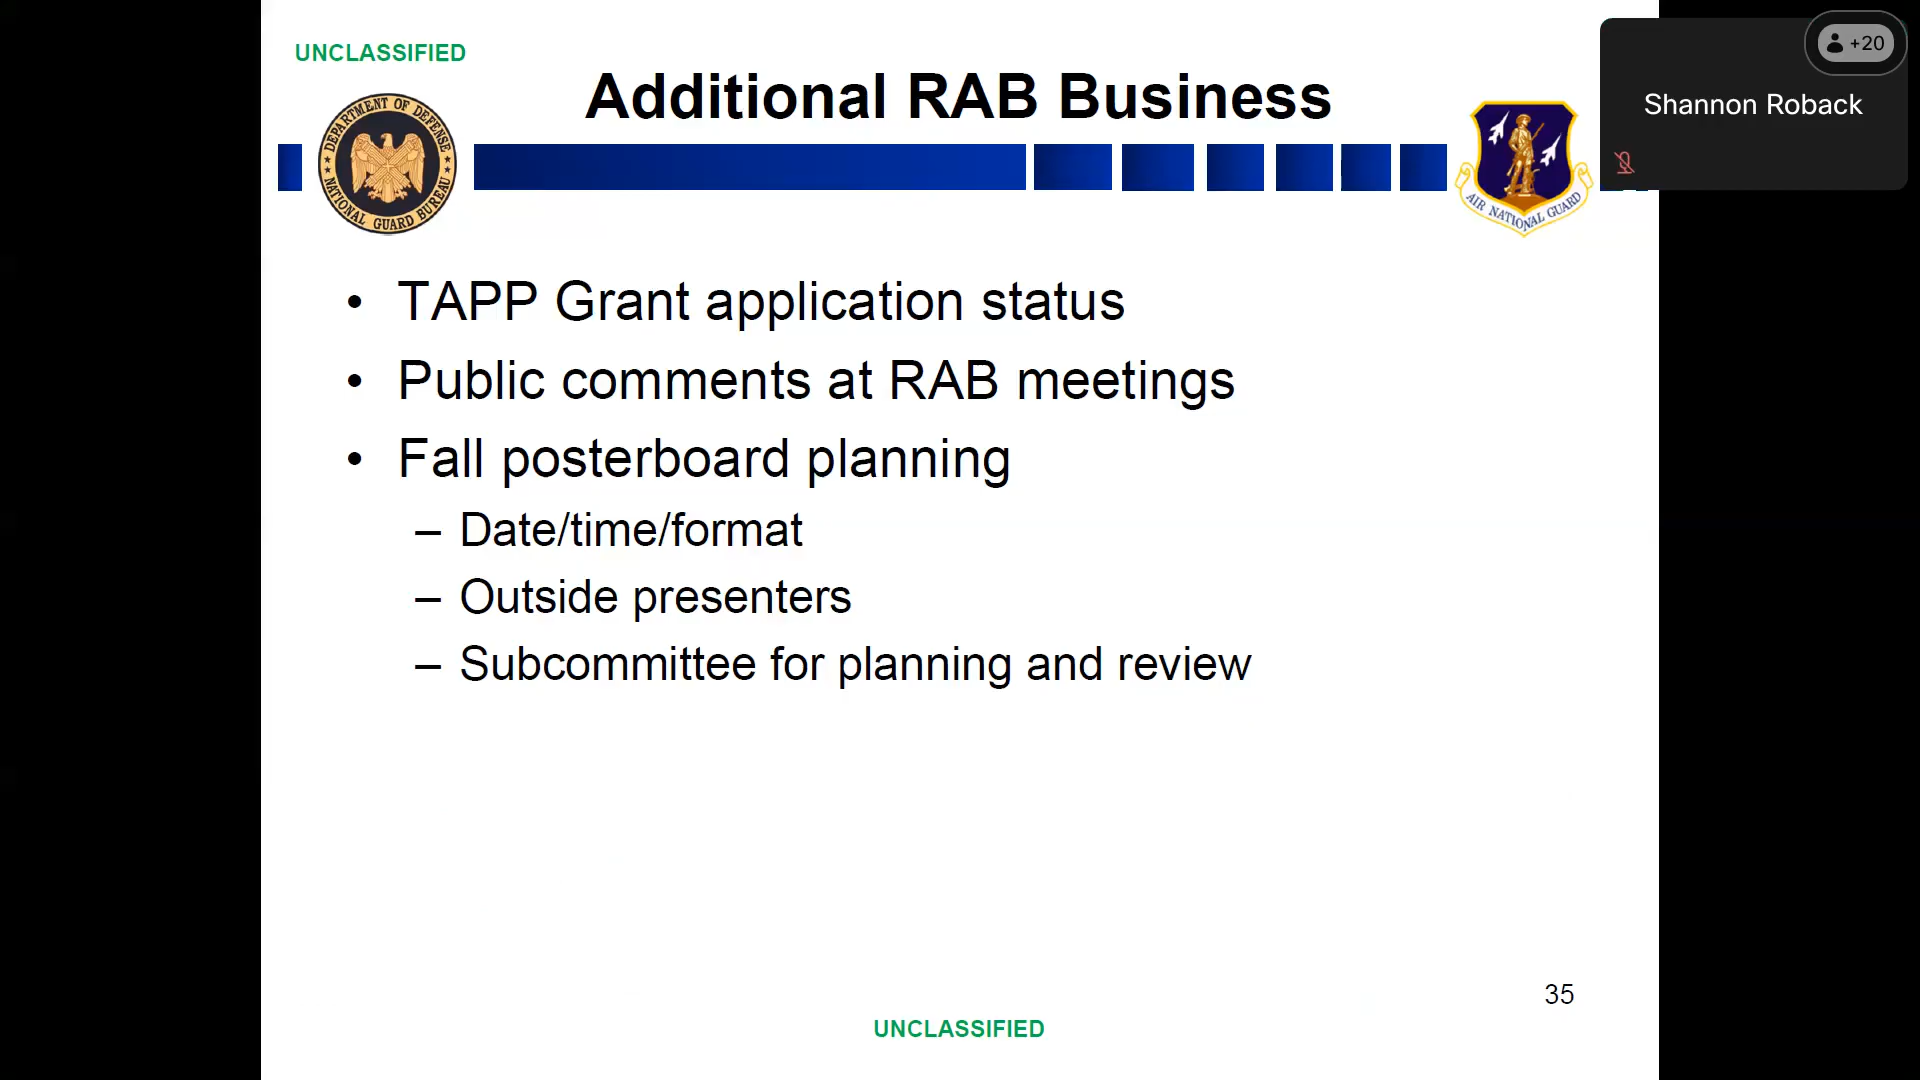 UNCLASSIFIED
Additional RAB Business
+20
Shannon Roback
DEPARTMENT OF DEFENSE
NATIONAL GUARD BUREAU
AIR NATIONAL GUARD
• TAPP Grant application status
• Public comments at RAB meetings
• Fall posterboard planning
– Date/time/format
– Outside presenters
– Subcommittee for planning and review
35
UNCLASSIFIED